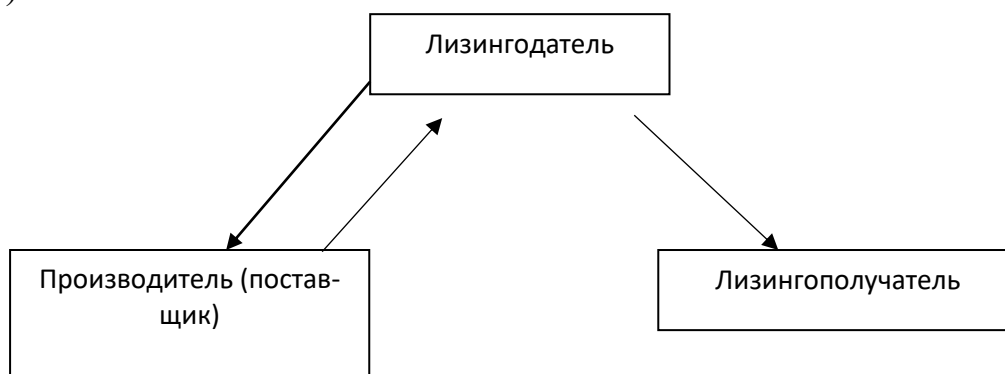 )
Лизингодатель
Производитель (постав-
щик)
Лизингополучатель